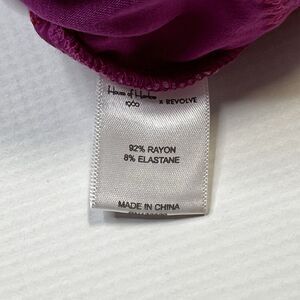 House of Harlow
1960 x REVOLVE
92% RAYON
8% ELASTANE
MADE IN CHINA